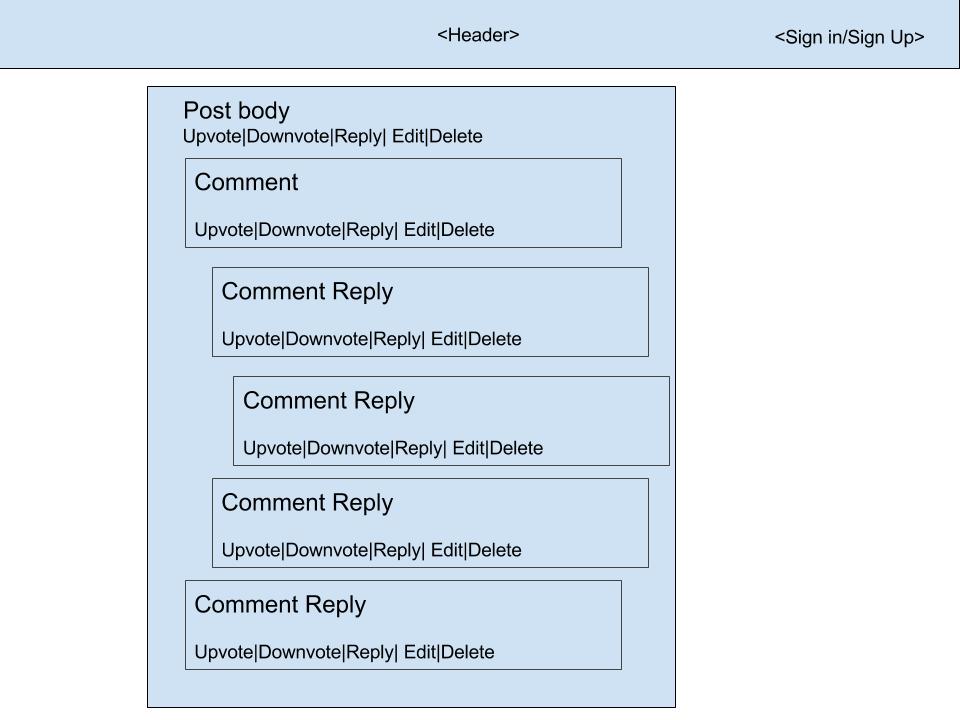 <Header>
<Sign in/Sign Up>
Post body
Upvote|Downvote|Reply| Edit|Delete
Comment
Upvote|Downvote|Reply| Edit|Delete
Comment Reply
Upvote|Downvote|Reply| Edit|Delete
Comment Reply
Upvote|Downvote|Reply| Edit|Delete
Comment Reply
Upvote|Downvote|Reply| Edit|Delete
Comment Reply
Upvote|Downvote|Reply| Edit|Delete